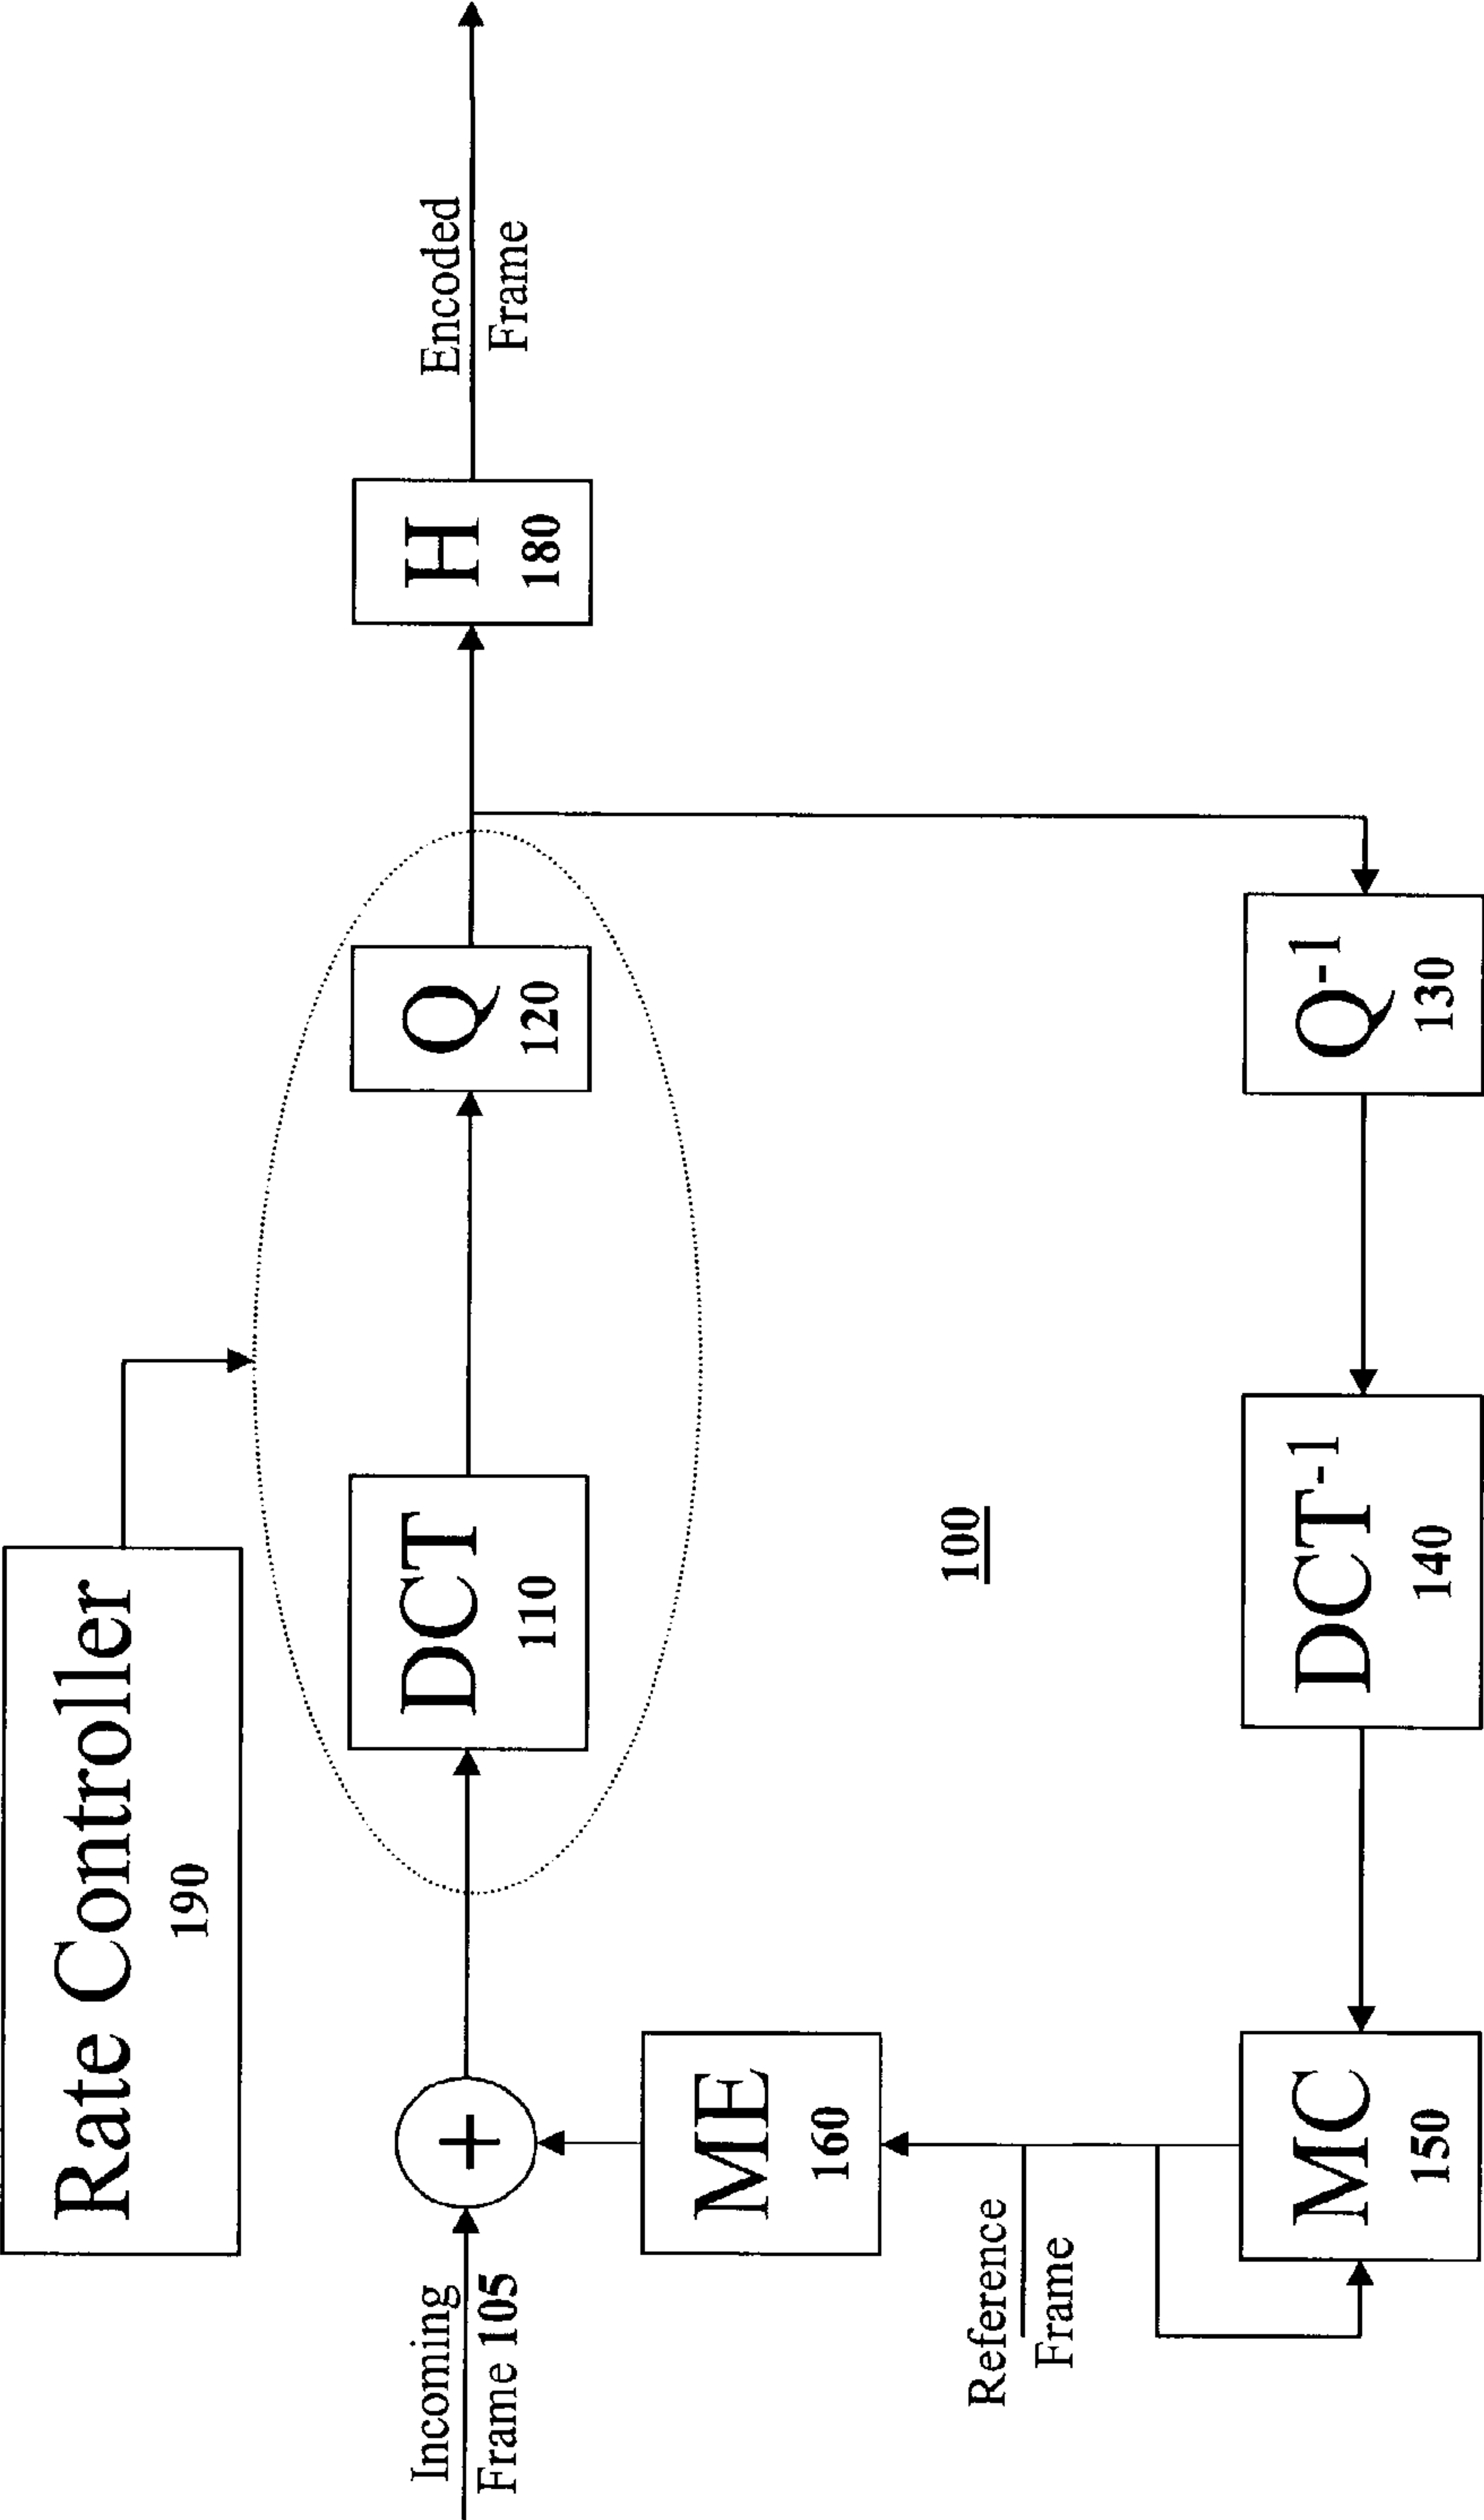 Rate Controller
190
Incoming
Frame 105
+
DCT
110
Q
120
H
180
Encoded
Frame
ME
160
100
Reference
Frame
MC
150
DCT-1
140
Q-1
130